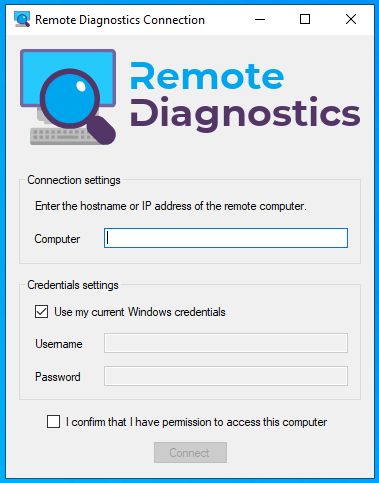 Remote Diagnostics Connection
Remote
Diagnostics
Connection settings
Enter the hostname or IP address of the remote computer.
Computer
Credentials settings
Use my current Windows credentials
Username
Password
I confirm that I have permission to access this computer
Connect